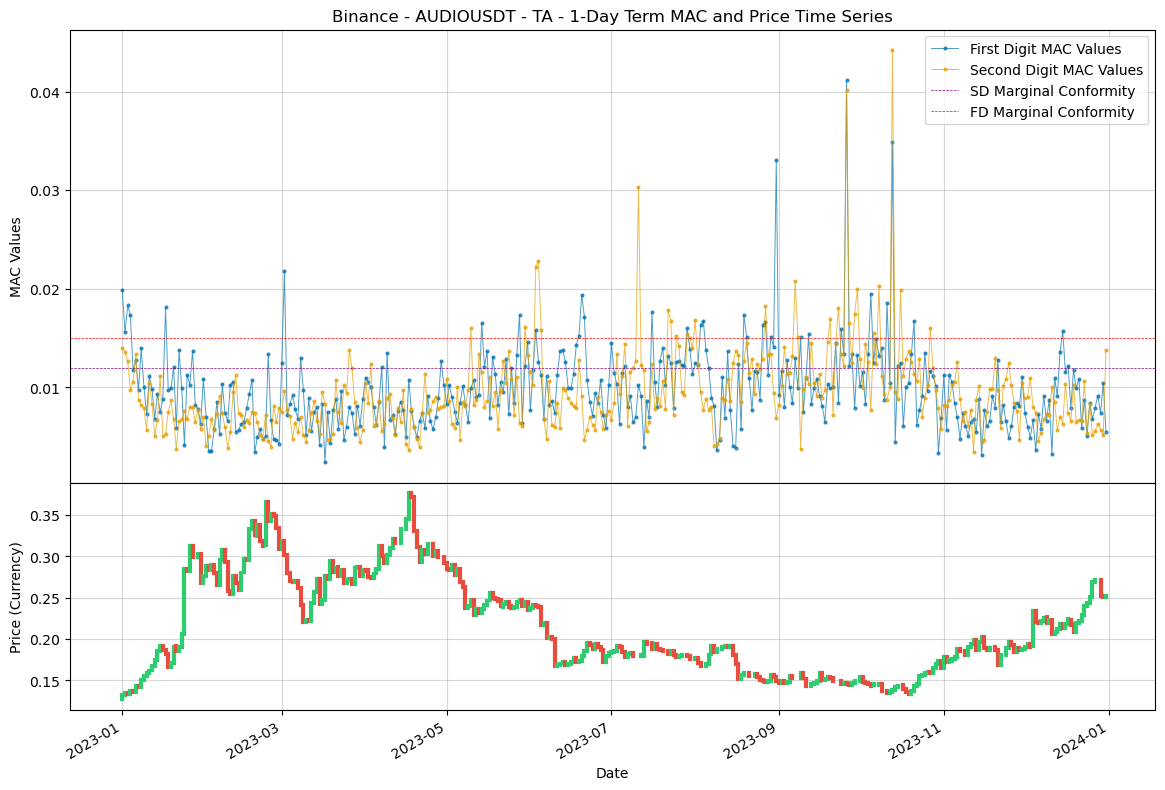 Binance - AUDIOUSDT - TA - 1-Day Term MAC and Price Time Series
First Digit MAC Values
Second Digit MAC Values
SD Marginal Conformity
FD Marginal Conformity
MAC Values
0.04
0.03
0.02
0.01
Price (Currency)
0.35
0.30
0.25
0.20
0.15
2023-01
2023-03
2023-05
2023-07
2023-09
2023-11
2024-01
Date